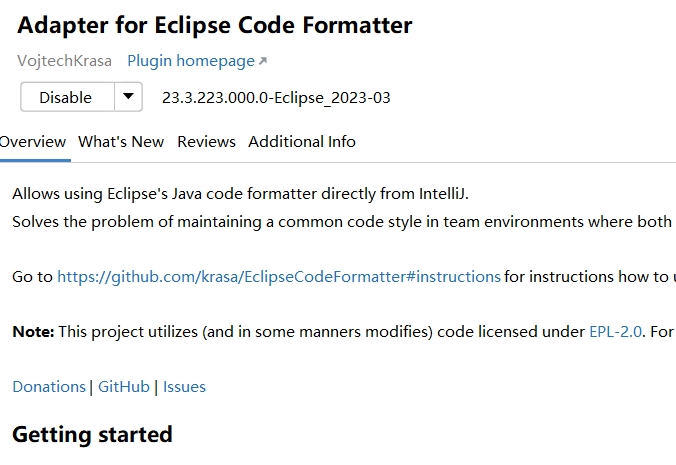 Adapter for Eclipse Code Formatter
VojtechKrasa Plugin homepage ↗
Disable 23.3.223.000.0-Eclipse_2023-03
Overview What's New Reviews Additional Info
Allows using Eclipse's Java code formatter directly from IntelliJ.
Solves the problem of maintaining a common code style in team environments where both
Go to https://github.com/krasa/EclipseCodeFormatter#instructions for instructions how to u
Note: This project utilizes (and in some manners modifies) code licensed under EPL-2.0. For
Donations | GitHub | Issues
Getting started